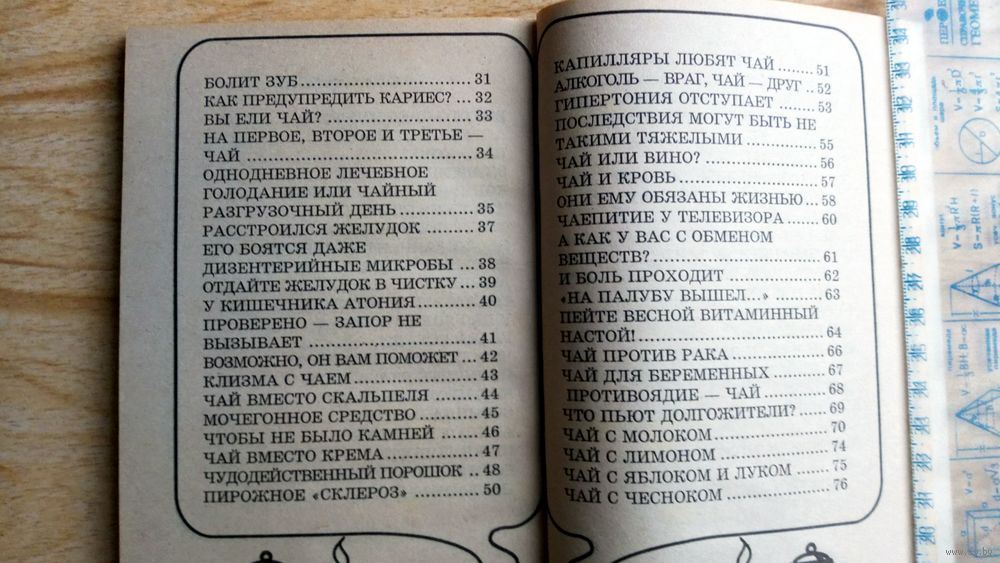 БОЛИТ ЗУБ .......... 31
КАК ПРЕДУПРЕДИТЬ КАРИЕС? ... 32
ВЫ ЕЛИ ЧАЙ? .......... 33
НА ПЕРВОЕ, ВТОРОЕ И ТРЕТЬЕ —
ЧАЙ .......... 34
ОДНОДНЕВНОЕ ЛЕЧЕБНОЕ
ГОЛОДАНИЕ ИЛИ ЧАЙНЫЙ
РАЗГРУЗОЧНЫЙ ДЕНЬ .......... 35
РАССТРОИЛСЯ ЖЕЛУДОК .......... 37
ЕГО БОЯТСЯ ДАЖЕ
ДИЗЕНТЕРИЙНЫЕ МИКРОБЫ ... 38
ОТДАЙТЕ ЖЕЛУДОК В ЧИСТКУ ... 39
У КИШЕЧНИКА АТОНИЯ .......... 40
ПРОВЕРЕНО — ЗАПОР НЕ
ВЫЗЫВАЕТ .......... 41
ВОЗМОЖНО, ОН ВАМ ПОМОЖЕТ ... 42
КЛИЗМА С ЧАЕМ .......... 43
ЧАЙ ВМЕСТО СКАЛЬПЕЛЯ .......... 44
МОЧЕГОННОЕ СРЕДСТВО .......... 45
ЧТОБЫ НЕ БЫЛО КАМНЕЙ ...... 46
ЧАЙ ВМЕСТО КРЕМА .......... 47
ЧУДОДЕЙСТВЕННЫЙ ПОРОШОК .. 48
ПИРОЖНОЕ «СКЛЕРОЗ» .......... 50
КАПИЛЛЯРЫ ЛЮБЯТ ЧАЙ ........ 51
АЛКОГОЛЬ — ВРАГ, ЧАЙ — ДРУГ .. 52
ГИПЕРТОНИЯ ОТСТУПАЕТ ....... 53
ПОСЛЕДСТВИЯ МОГУТ БЫТЬ НЕ
ТАКИМИ ТЯЖЕЛЫМИ .......... 55
ЧАЙ ИЛИ ВИНО? .......... 56
ЧАЙ И КРОВЬ .......... 57
ОНИ ЕМУ ОБЯЗАНЫ ЖИЗНЬЮ ... 58
ЧАЕПИТИЕ У ТЕЛЕВИЗОРА ....... 60
А КАК У ВАС С ОБМЕНОМ
ВЕЩЕСТВ? .......... 61
И БОЛЬ ПРОХОДИТ .......... 62
«НА ПАЛУБУ ВЫШЕЛ...» .......... 63
ПЕЙТЕ ВЕСНОЙ ВИТАМИННЫЙ
НАСТОЙ! .......... 64
ЧАЙ ПРОТИВ РАКА .......... 66
ЧАЙ ДЛЯ БЕРЕМЕННЫХ .......... 67
ПРОТИВОЯДИЕ — ЧАЙ .......... 68
ЧТО ПЬЮТ ДОЛГОЖИТЕЛИ? ...... 69
ЧАЙ С МОЛОКОМ .......... 70
ЧАЙ С ЛИМОНОМ .......... 74
ЧАЙ С ЯБЛОКОМ И ЛУКОМ ....... 75
ЧАЙ С ЧЕСНОКОМ .......... 76